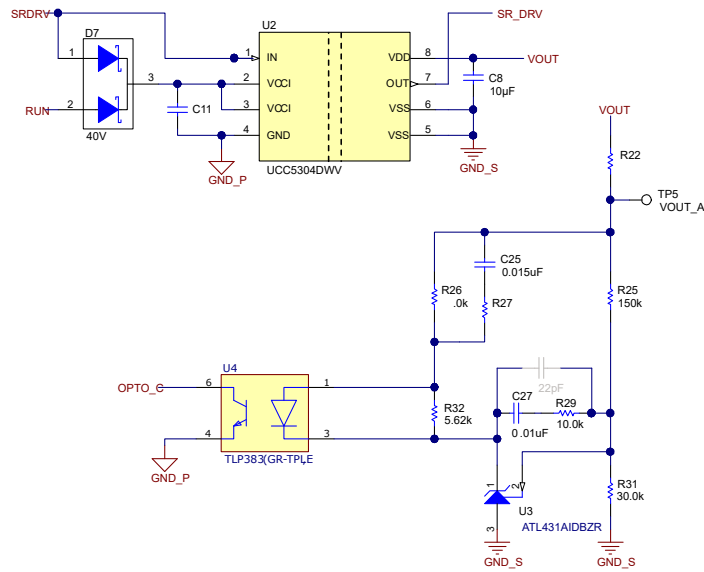 SRDRV
D7
1
3
2
RUN
40V
C11
GND_P
U2
1
IN
2
VCCI
3
VCCI
4
GND
VDD
8
OUT
7
VSS
6
VSS
5
UCC5304DWV
SR_DRV
VOUT
C8
10µF
GND_S
VOUT
R22
TP5
VOUT_A
C25
0.015uF
R26
.0k
R27
R25
150k
U4
OPTO_C
6
1
4
3
TLP383(GR-TPL,E
GND_P
R32
5.62k
22pF
C27
0.01uF
R29
10.0k
1
2
3
U3
ATL431AIDBZR
R31
30.0k
GND_S
GND_S